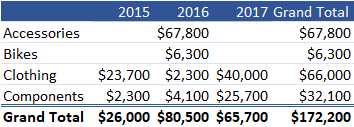 2015 2016 2017 Grand Total
Accessories $67,800 $67,800
Bikes $6,300 $6,300
Clothing $23,700 $2,300 $40,000 $66,000
Components $2,300 $4,100 $25,700 $32,100
Grand Total $26,000 $80,500 $65,700 $172,200